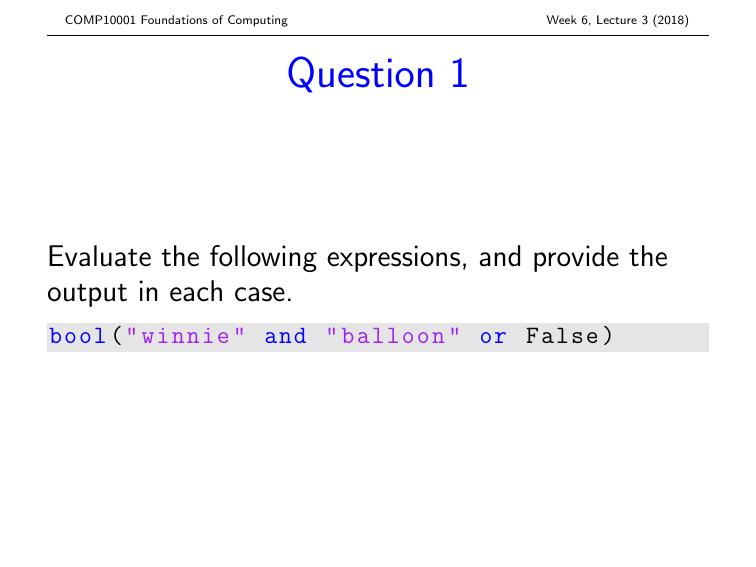 COMP10001 Foundations of Computing Week 6, Lecture 3 (2018)
Question 1
Evaluate the following expressions, and provide the
output in each case.
bool("winnie" and "balloon" or False)